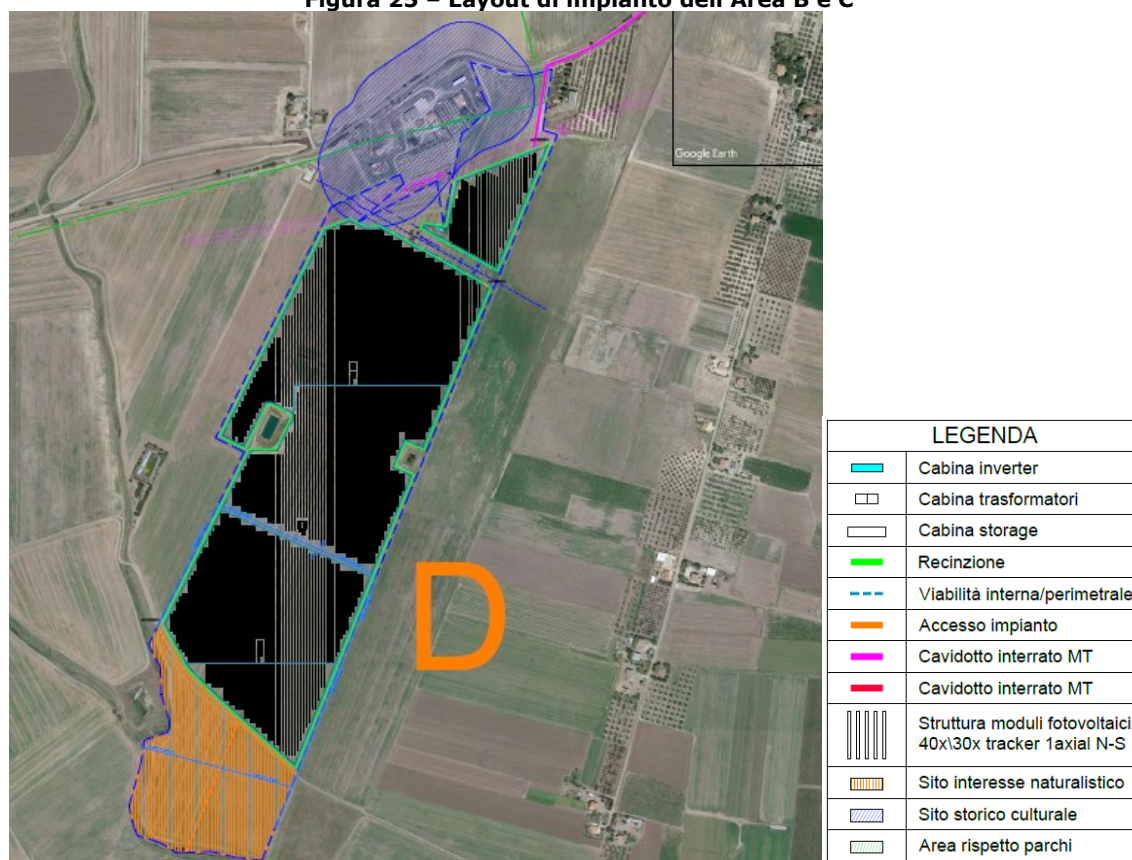 Figura 25 – Layout di impianto dell'Area B e C
Google Earth
D
LEGENDA
Cabina inverter
Cabina trasformatori
Cabina storage
Recinzione
Viabilità interna/perimetrale
Accesso impianto
Cavidotto interrato MT
Cavidotto interrato MT
Struttura moduli fotovoltaici
40x\30x tracker 1axial N-S
Sito interesse naturalistico
Sito storico culturale
Area rispetto parchi